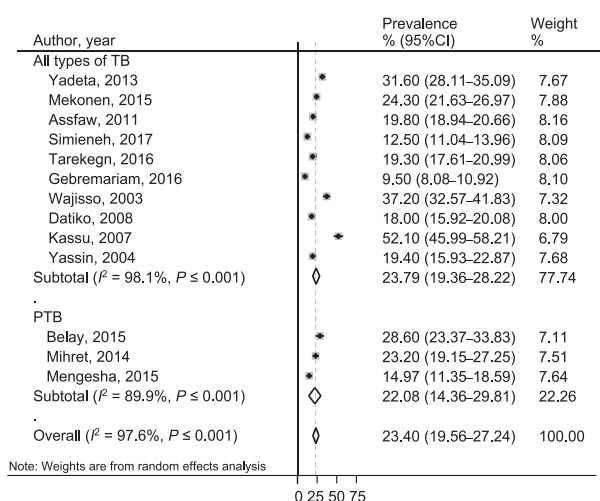 Author, year Prevalence % (95%CI) Weight %
All types of TB
Yadeta, 2013 31.60 (28.11–35.09) 7.67
Mekonen, 2015 24.30 (21.63–26.97) 7.88
Assfaw, 2011 19.80 (18.94–20.66) 8.16
Simieneh, 2017 12.50 (11.04–13.96) 8.09
Tarekegn, 2016 19.30 (17.61–20.99) 8.06
Gebremariam, 2016 9.50 (8.08–10.92) 8.10
Wajisso, 2003 37.20 (32.57–41.83) 7.32
Datiko, 2008 18.00 (15.92–20.08) 8.00
Kassu, 2007 52.10 (45.99–58.21) 6.79
Yassin, 2004 19.40 (15.93–22.87) 7.68
Subtotal (I² = 98.1%, P ≤ 0.001) 23.79 (19.36–28.22) 77.74
.
PTB
Belay, 2015 28.60 (23.37–33.83) 7.11
Mihret, 2014 23.20 (19.15–27.25) 7.51
Mengesha, 2015 14.97 (11.35–18.59) 7.64
Subtotal (I² = 89.9%, P ≤ 0.001) 22.08 (14.36–29.81) 22.26
.
Overall (I² = 97.6%, P ≤ 0.001) 23.40 (19.56–27.24) 100.00
Note: Weights are from random effects analysis
0 25 50 75